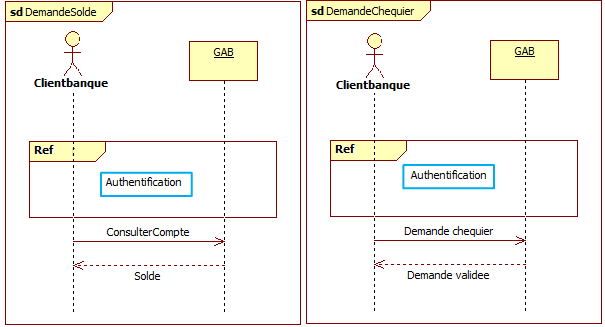 sd DemandeSolde
GAB
Clientbanque
Ref
Authentification
ConsulterCompte
Solde
sd DemandeChequier
GAB
Clientbanque
Ref
Authentification
Demande chequier
Demande validee